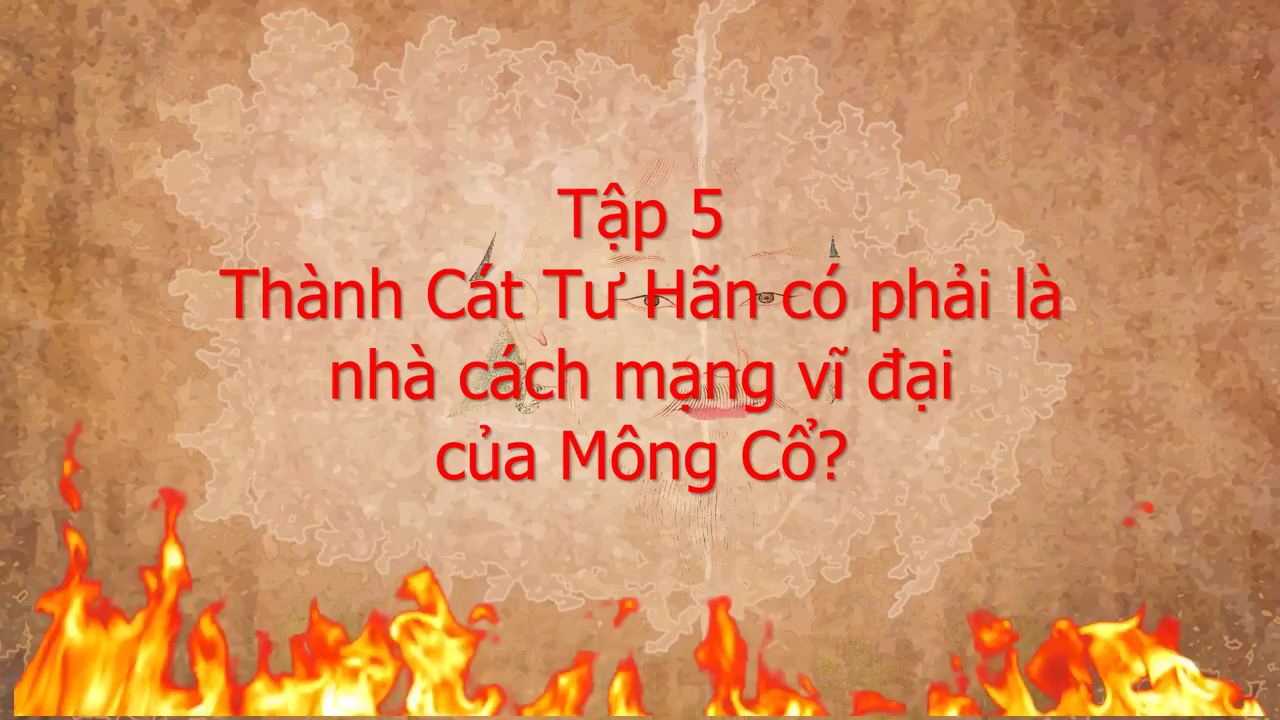 Tập 5
Thành Cát Tư Hãn có phải là
nhà cách mạng vĩ đại
của Mông Cổ?